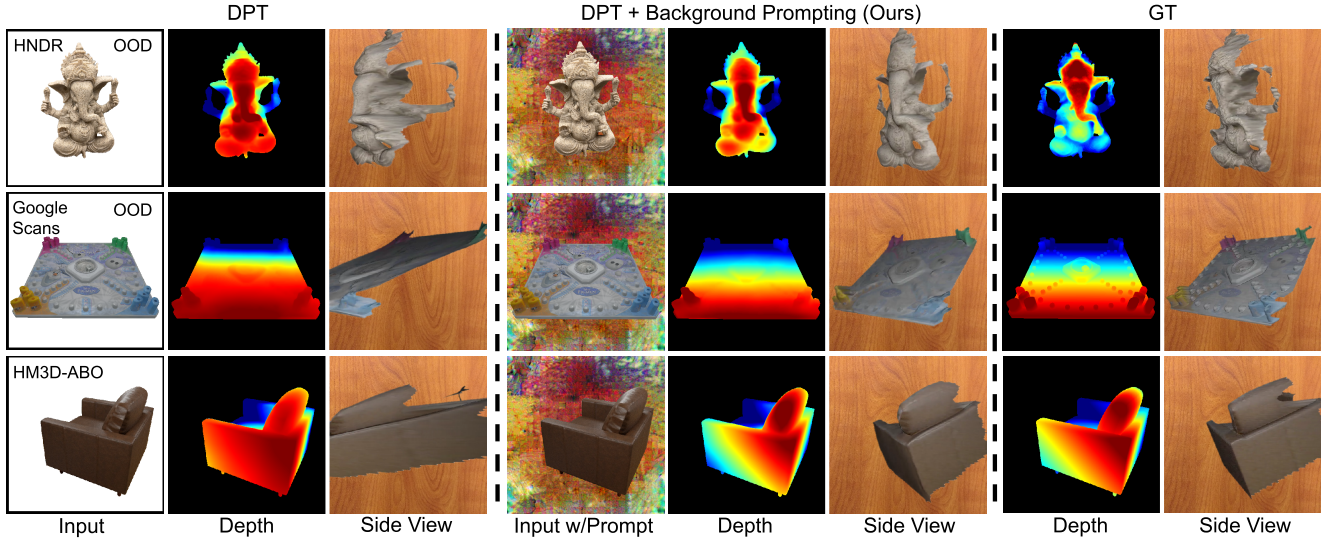 DPT
DPT + Background Prompting (Ours)
GT
HNDR OOD
Google Scans OOD
HM3D-ABO
Input
Depth
Side View
Input w/Prompt
Depth
Side View
Depth
Side View